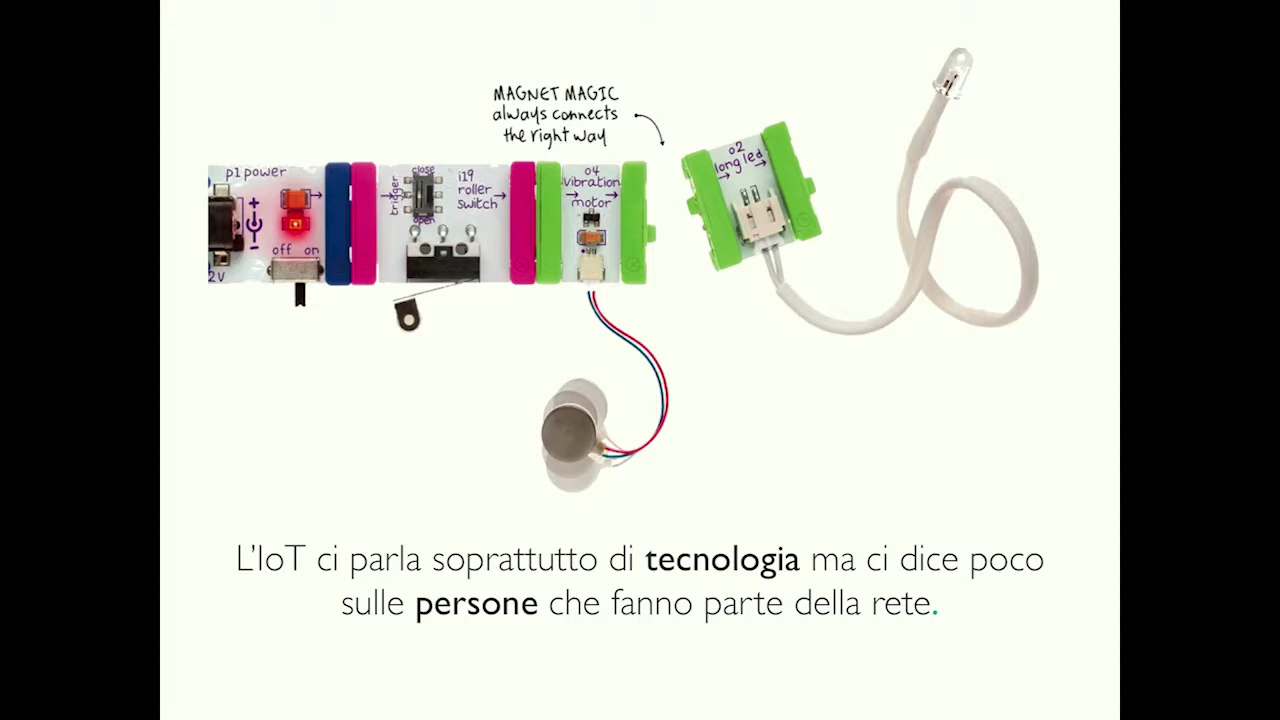 MAGNET MAGIC
always connects
the right way
p1 power
off on
2V
trigger
close
open
i19
roller
switch
o4
vibration
motor
o2
long led
L'IoT ci parla soprattutto di tecnologia ma ci dice poco
sulle persone che fanno parte della rete.